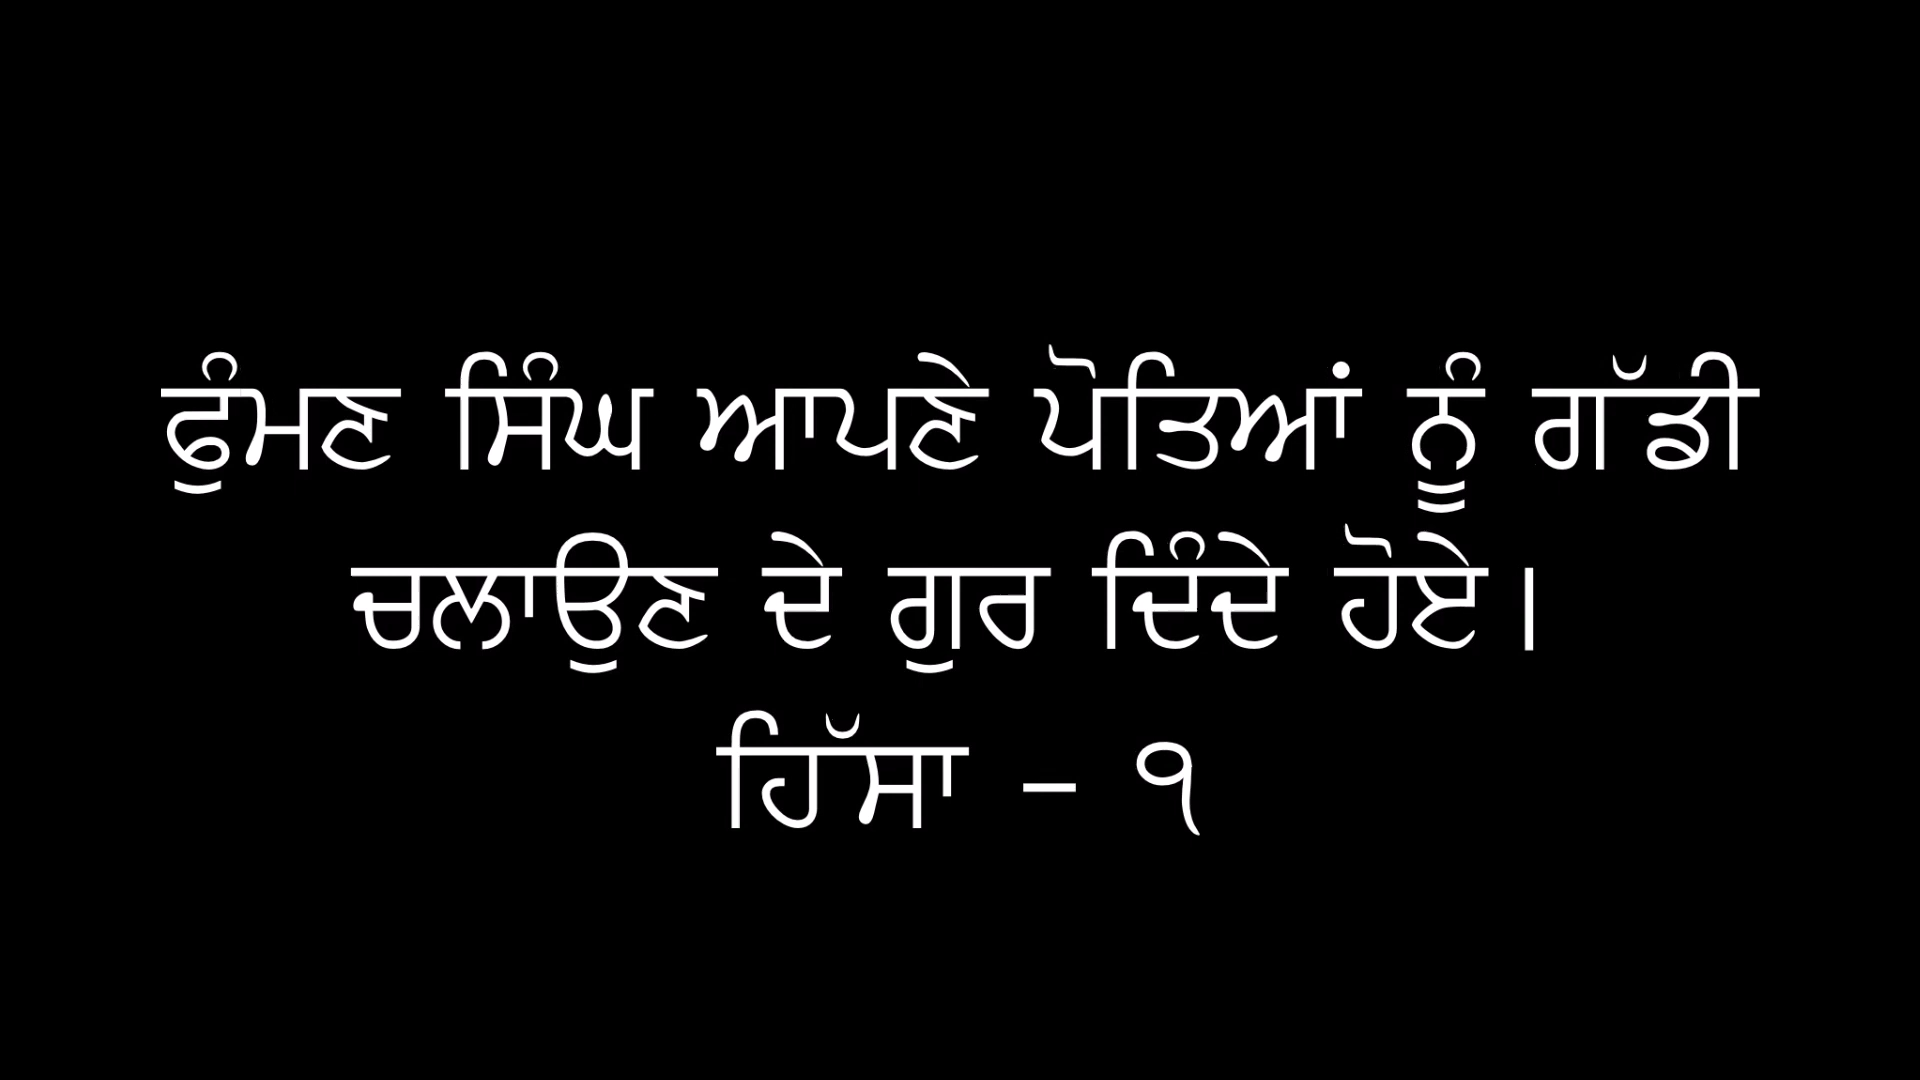 ਫੁੰਮਣ ਸਿੰਘ ਆਪਣੇ ਪੋਤਿਆਂ ਨੂੰ ਗੱਡੀ
ਚਲਾਉਣ ਦੇ ਗੁਰ ਦਿੰਦੇ ਹੋਏ।
ਹਿੱਸਾ - ੧